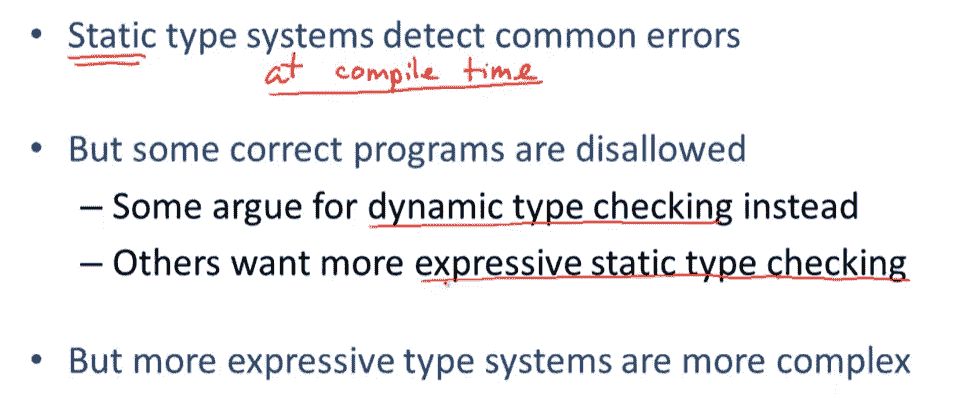 • Static type systems detect common errors
at compile time
• But some correct programs are disallowed
– Some argue for dynamic type checking instead
– Others want more expressive static type checking
• But more expressive type systems are more complex